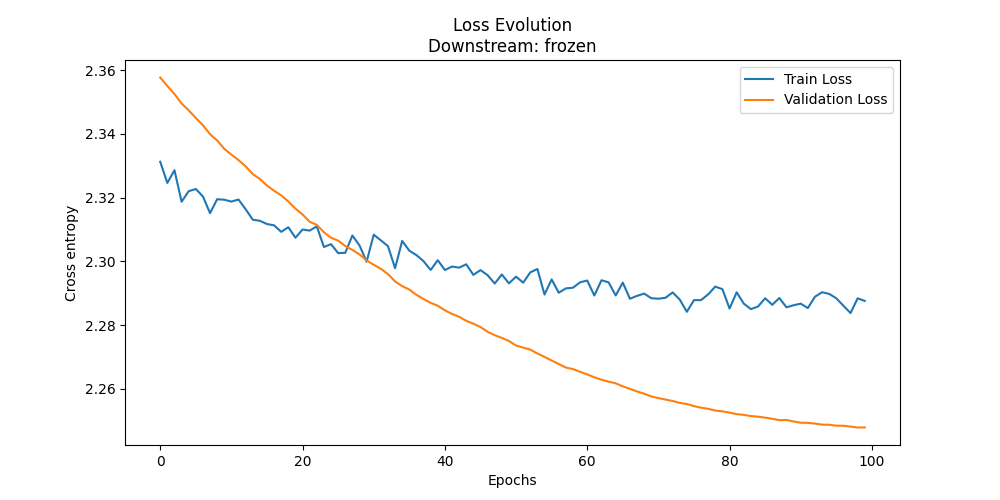 Loss Evolution
Downstream: frozen
Train Loss
Validation Loss
Cross entropy
2.36
2.34
2.32
2.30
2.28
2.26
0 20 40 60 80 100
Epochs